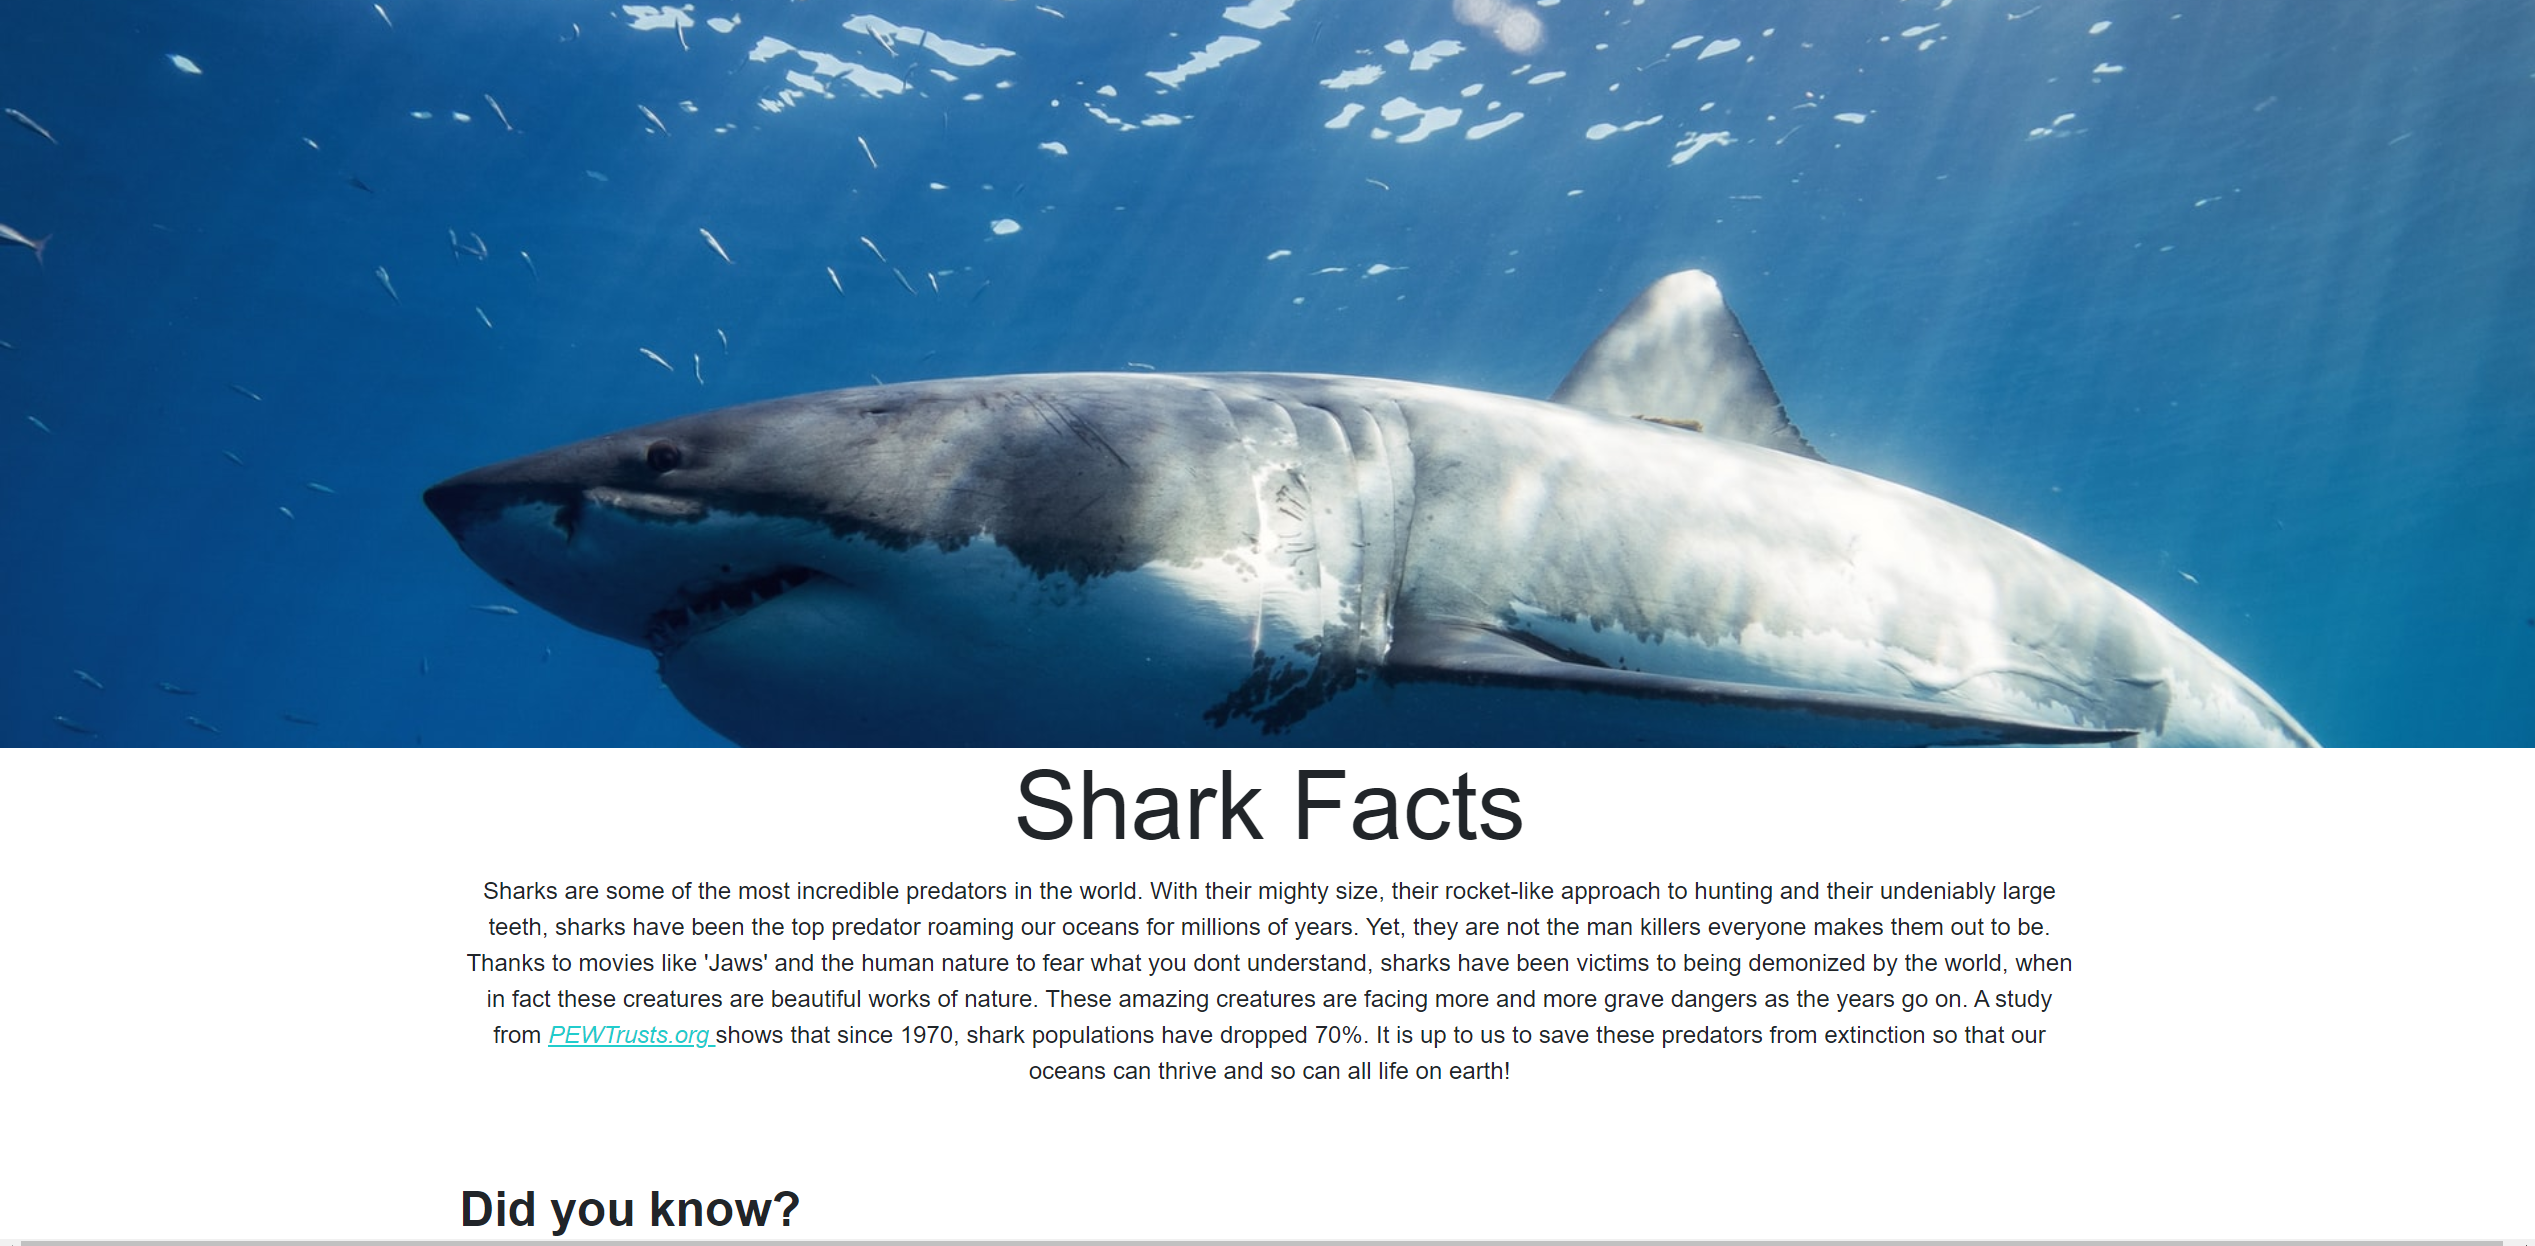 Shark Facts
Sharks are some of the most incredible predators in the world. With their mighty size, their rocket-like approach to hunting and their undeniably large
teeth, sharks have been the top predator roaming our oceans for millions of years. Yet, they are not the man killers everyone makes them out to be.
Thanks to movies like 'Jaws' and the human nature to fear what you dont understand, sharks have been victims to being demonized by the world, when
in fact these creatures are beautiful works of nature. These amazing creatures are facing more and more grave dangers as the years go on. A study
from PEWTrusts.org shows that since 1970, shark populations have dropped 70%. It is up to us to save these predators from extinction so that our
oceans can thrive and so can all life on earth!
Did you know?